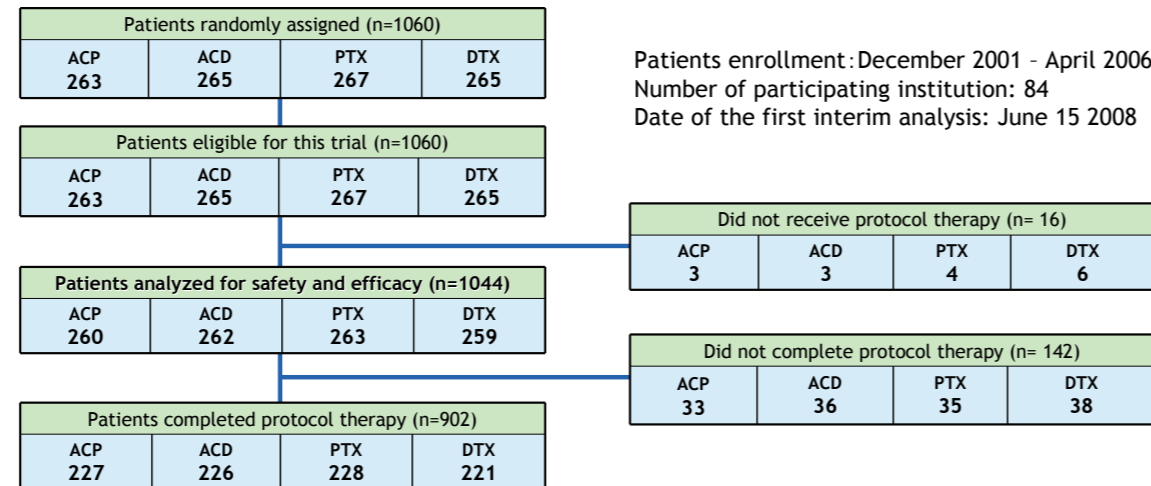 Patients randomly assigned (n=1060)
ACP ACD PTX DTX
263 265 267 265
Patients enrollment:December 2001 – April 2006
Number of participating institution: 84
Date of the first interim analysis: June 15 2008
Patients eligible for this trial (n=1060)
ACP ACD PTX DTX
263 265 267 265
Did not receive protocol therapy (n= 16)
ACP ACD PTX DTX
3 3 4 6
Patients analyzed for safety and efficacy (n=1044)
ACP ACD PTX DTX
260 262 263 259
Did not complete protocol therapy (n= 142)
ACP ACD PTX DTX
33 36 35 38
Patients completed protocol therapy (n=902)
ACP ACD PTX DTX
227 226 228 221